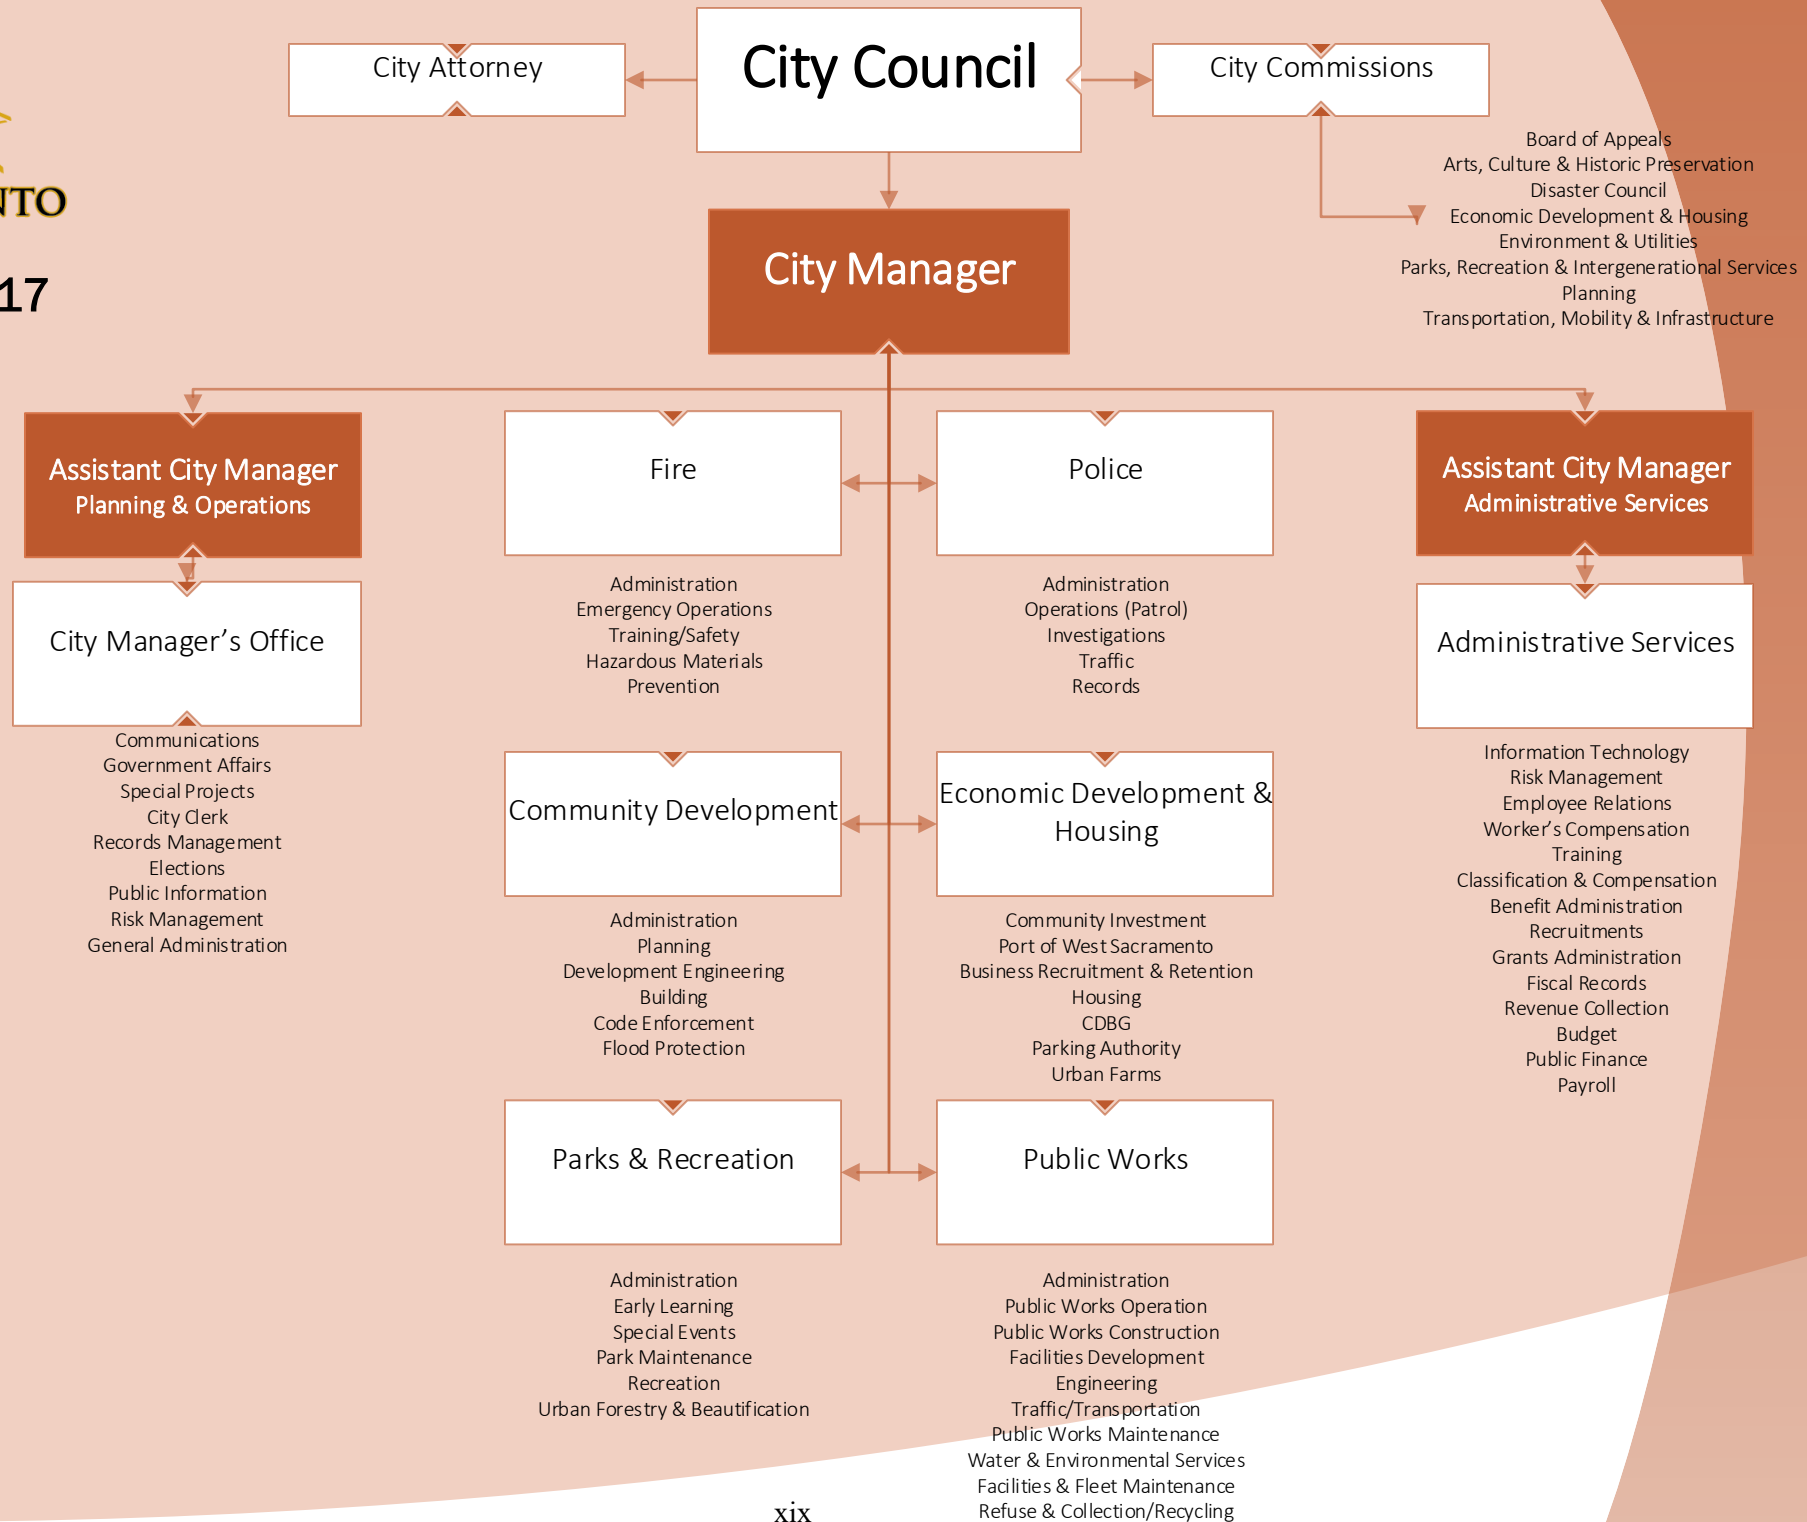 City Council
City Attorney
City Commissions
Board of Appeals
Arts, Culture & Historic Preservation
Disaster Council
Economic Development & Housing
Environment & Utilities
Parks, Recreation & Intergenerational Services
Planning
Transportation, Mobility & Infrastructure
NTO
17
City Manager
Assistant City Manager
Planning & Operations
City Manager’s Office
Communications
Government Affairs
Special Projects
City Clerk
Records Management
Elections
Public Information
Risk Management
General Administration
Fire
Administration
Emergency Operations
Training/Safety
Hazardous Materials
Prevention
Police
Administration
Operations (Patrol)
Investigations
Traffic
Records
Assistant City Manager
Administrative Services
Administrative Services
Information Technology
Risk Management
Employee Relations
Worker’s Compensation
Training
Classification & Compensation
Benefit Administration
Recruitments
Grants Administration
Fiscal Records
Revenue Collection
Budget
Public Finance
Payroll
Community Development
Administration
Planning
Development Engineering
Building
Code Enforcement
Flood Protection
Economic Development &
Housing
Community Investment
Port of West Sacramento
Business Recruitment & Retention
Housing
CDBG
Parking Authority
Urban Farms
Parks & Recreation
Administration
Early Learning
Special Events
Park Maintenance
Recreation
Urban Forestry & Beautification
Public Works
Administration
Public Works Operation
Public Works Construction
Facilities Development
Engineering
Traffic/Transportation
Public Works Maintenance
Water & Environmental Services
Facilities & Fleet Maintenance
Refuse & Collection/Recycling
xix